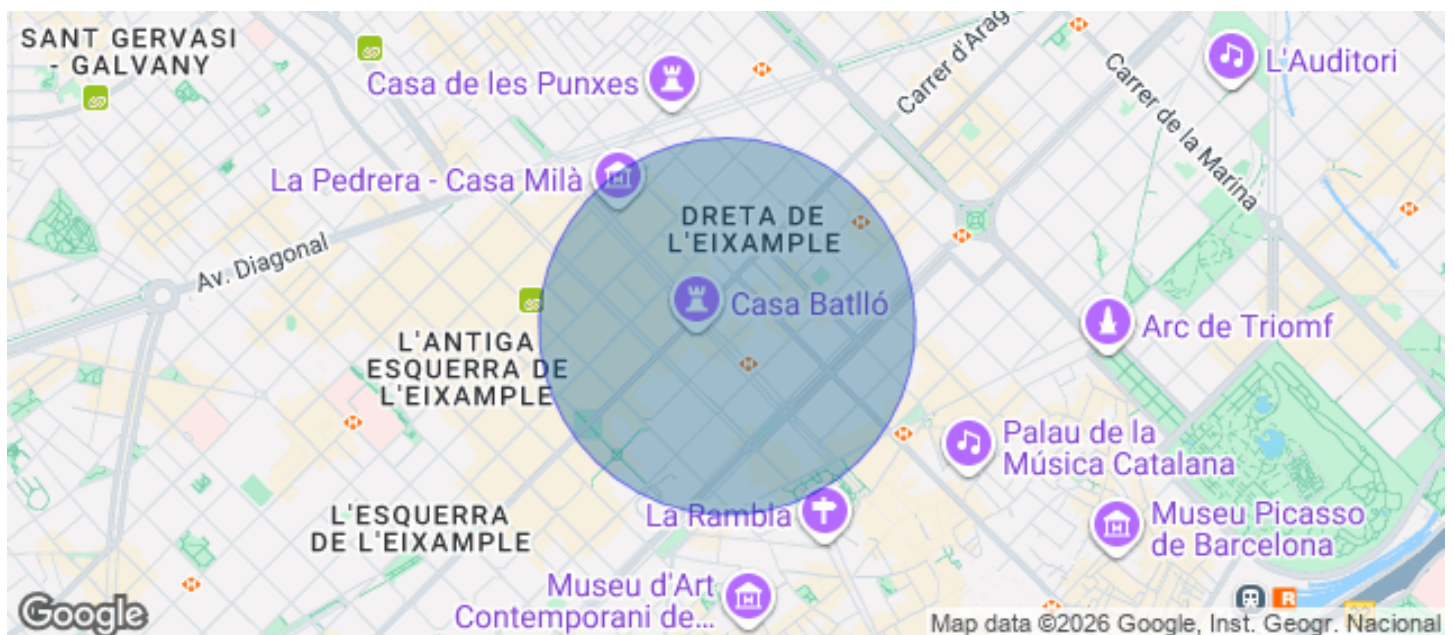 SANT GERVASI
- GALVANY
Casa de les Punxes
Carrer d'Arag
L'Auditori
Carrer de la Marina
La Pedrera - Casa Milà
DRETA DE
L'EIXAMPLE
Av. Diagonal
Casa Batlló
Arc de Triomf
L'ANTIGA
ESQUERRA DE
L'EIXAMPLE
Palau de la
Música Catalana
L'ESQUERRA
DE L'EIXAMPLE
La Rambla
Museu Picasso
de Barcelona
Museu d'Art
Contemporani de...
R
Google
Map data ©2026 Google, Inst. Geogr. Nacional